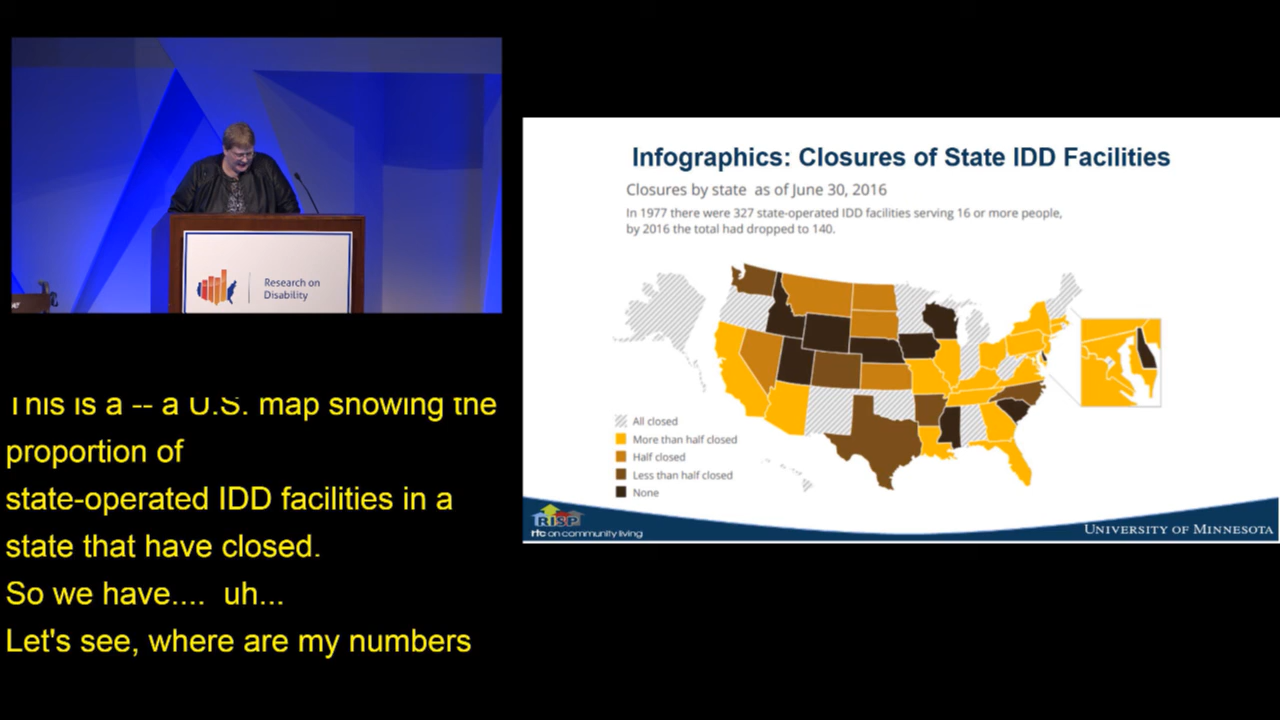 Research on
Disability
This is a -- a U.S. map showing the
proportion of
state-operated IDD facilities in a
state that have closed.
So we have.... uh...
Let's see, where are my numbers
Infographics: Closures of State IDD Facilities
Closures by state as of June 30, 2016
In 1977 there were 327 state-operated IDD facilities serving 16 or more people,
by 2016 the total had dropped to 140.
All closed
More than half closed
Half closed
Less than half closed
None
RISP
rtc on community living
UNIVERSITY OF MINNESOTA